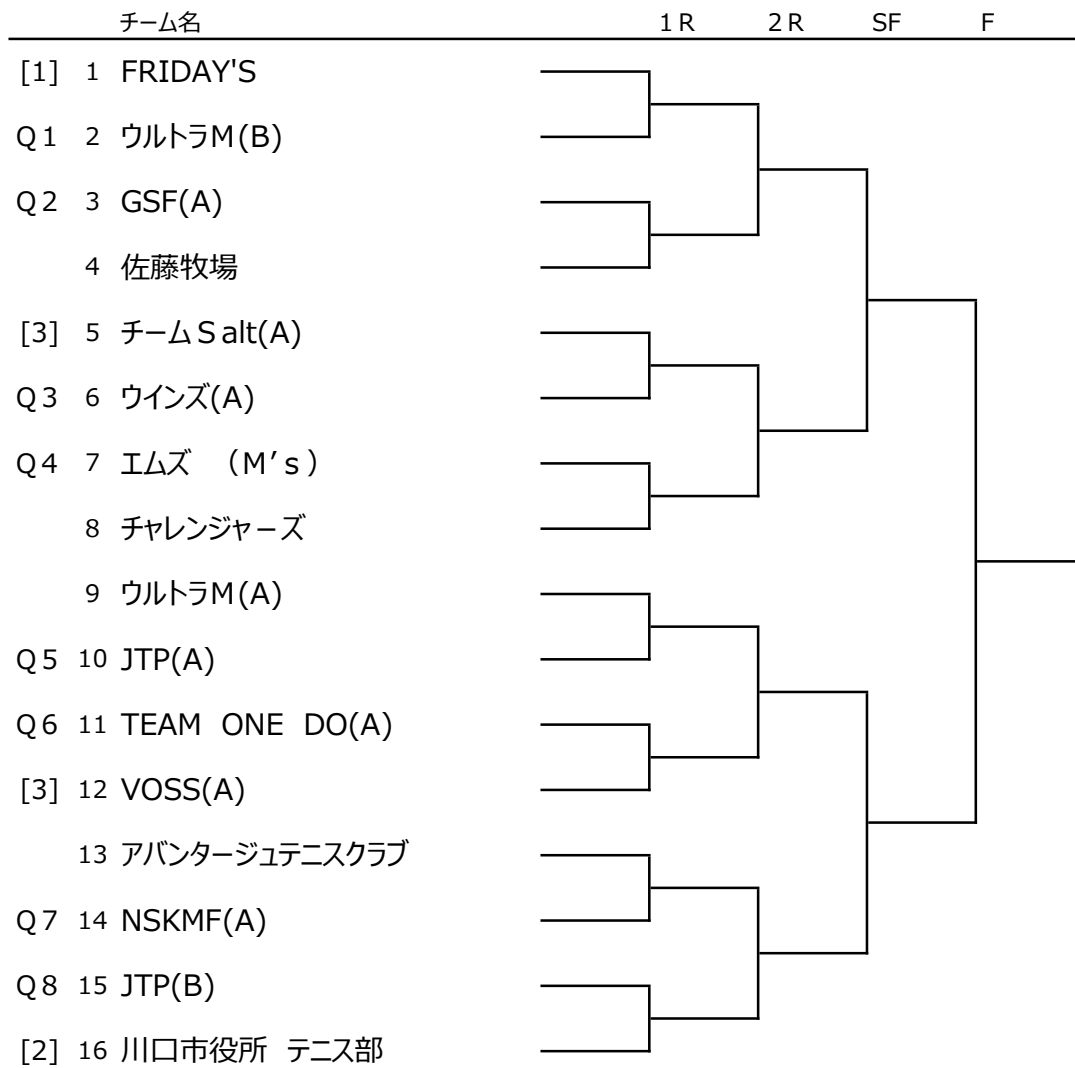 チーム名 1R 2R SF F
[1] 1 FRIDAY'S
Q1 2 ウルトラM(B)
Q2 3 GSF(A)
4 佐藤牧場
[3] 5 チームSalt(A)
Q3 6 ウインズ(A)
Q4 7 エムズ （M's）
8 チャレンジャーズ
9 ウルトラM(A)
Q5 10 JTP(A)
Q6 11 TEAM ONE DO(A)
[3] 12 VOSS(A)
13 アバンタージュテニスクラブ
Q7 14 NSKMF(A)
Q8 15 JTP(B)
[2] 16 川口市役所 テニス部